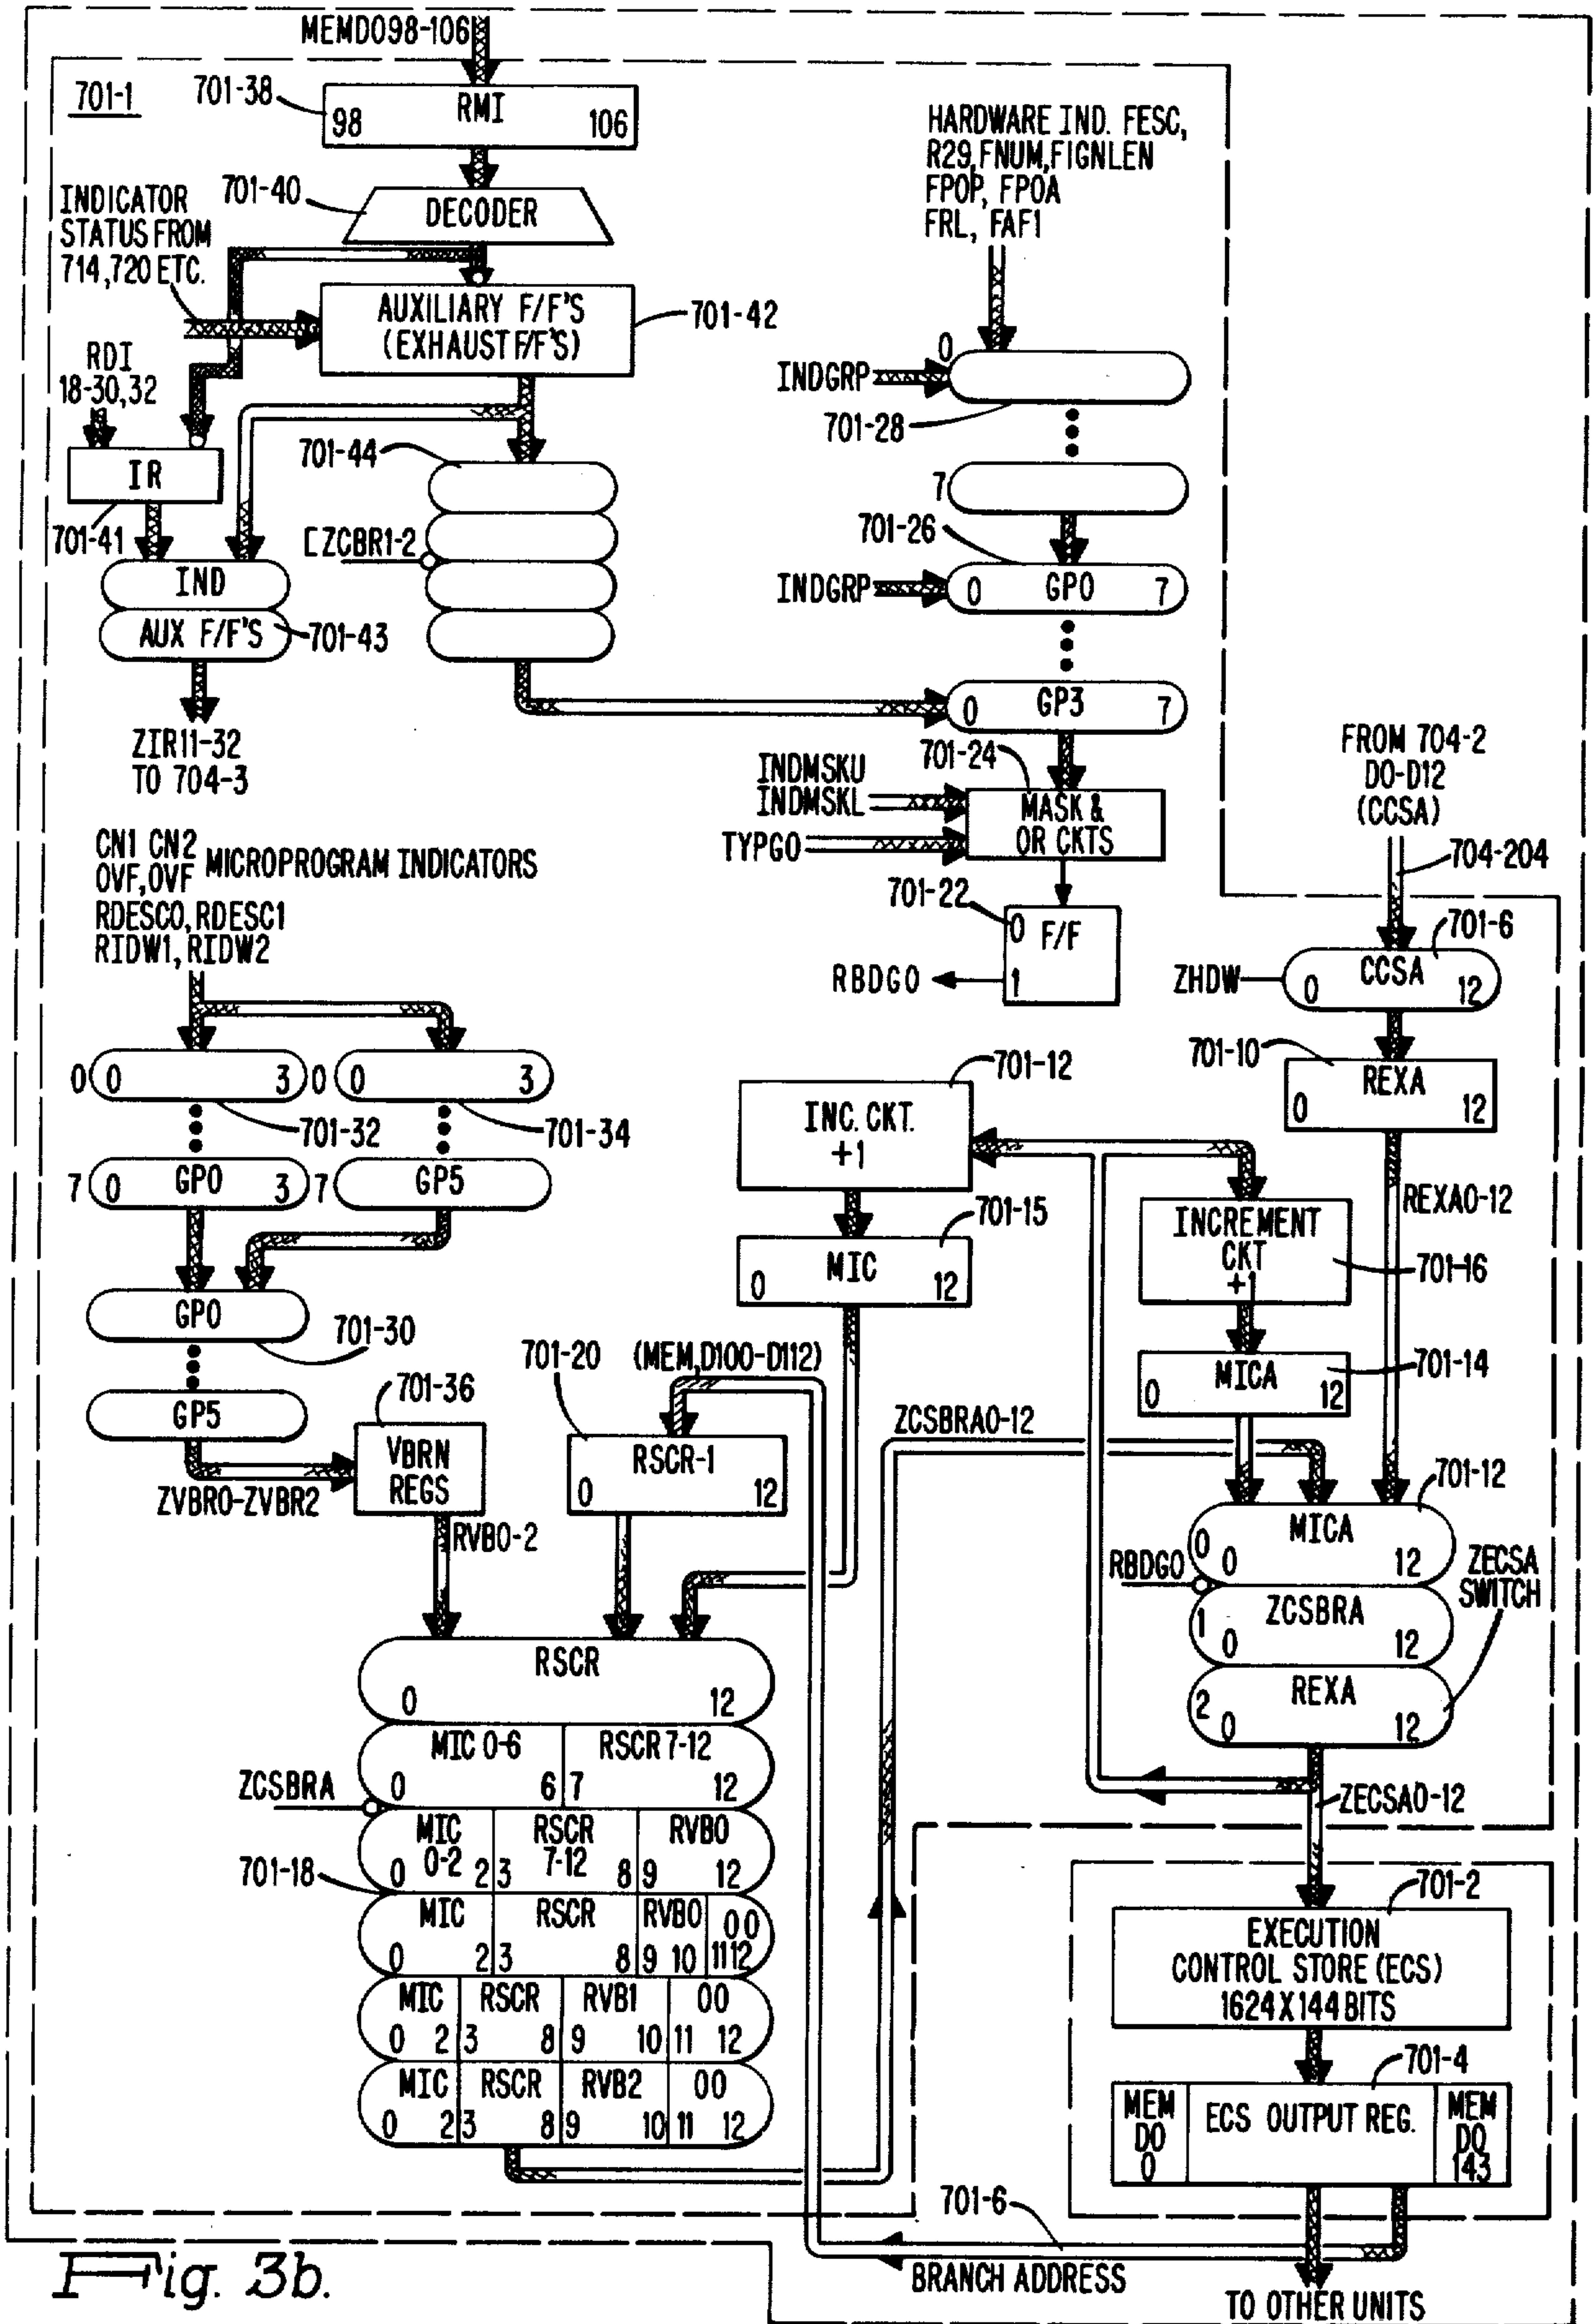 MEMDO98-106
701-1
701-38
RMI
98 106
701-40
DECODER
INDICATOR
STATUS FROM
714,720 ETC.
AUXILIARY F/F'S
(EXHAUST F/F'S)
701-42
RDI
18-30,32
IR
701-41
701-44
[ZCBR1-2
IND
AUX F/F'S
701-43
ZIR11-32
TO 704-3
HARDWARE IND. FESC,
R29,FNUM,FIGNLEN
FPOP, FPOA
FRL, FAF1
0
INDGRP
701-28
7
701-26
INDGRP
0 GP0 7
0 GP3 7
701-24
INDMSKU
INDMSKL
TYPGO
MASK &
OR CKTS
701-22
0 F/F
1
RBDGO
FROM 704-2
DO-D12
(CCSA)
704-204
701-6
ZHDW
CCSA
0 12
701-10
REXA
0 12
REXA0-12
CN1 CN2
OVF,OVF MICROPROGRAM INDICATORS
RDESC0, RDESC1
RIDW1, RIDW2
0 0 3 0 0 3
701-32
701-34
7 0 GP0 3 7 GP5
GP0
701-30
GP5
ZVBR0-ZVBR2
701-36
VBRN
REGS
RVB0-2
701-12
INC. CKT.
+1
701-15
MIC
0 12
INCREMENT
CKT
+1
701-16
MICA
0 12
701-14
701-20
(MEM,D100-D112)
RSCR-1
0 12
ZCSBRA0-12
701-12
0 MICA
0 12
RBDGO
1 ZCSBRA
0 12
2 REXA
0 12
ZECSA
SWITCH
ZECSA0-12
RSCR
0 12
MIC 0-6 RSCR 7-12
0 6 7 12
ZCSBRA
MIC RSCR RVB0
0-2 7-12
0 2 3 8 9 12
701-18
MIC RSCR RVB0 00
0 2 3 8 9 10 11 12
MIC RSCR RVB1 00
0 2 3 8 9 10 11 12
MIC RSCR RVB2 00
0 2 3 8 9 10 11 12
701-2
EXECUTION
CONTROL STORE (ECS)
1624 X 144 BITS
701-4
MEM
DO
0
ECS OUTPUT REG.
MEM
DO
143
701-6
BRANCH ADDRESS
TO OTHER UNITS
Fig. 3b.